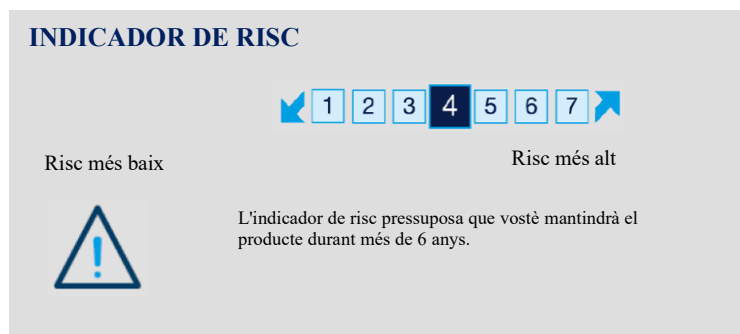 INDICADOR DE RISC
1 2 3 4 5 6 7
Risc més baix
Risc més alt
L'indicador de risc pressuposa que vostè mantindrà el
producte durant més de 6 anys.